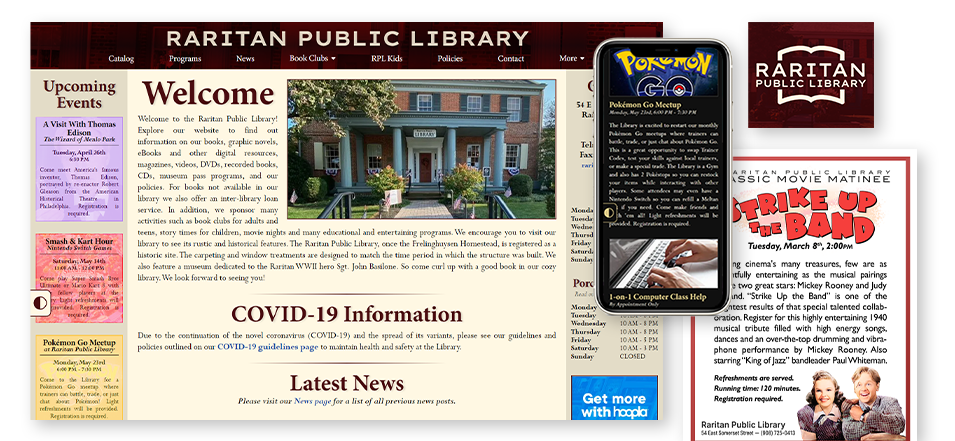 RARITAN PUBLIC LIBRARY
Catalog Programs News Book Clubs RPL Kids Policies Contact More
Upcoming
Events
A Visit With Thomas
Edison
The Wizard of Menlo Park
Tuesday, April 26th
6:30 PM
Come meet America's famous
inventor, Thomas Edison,
portrayed by re-enactor Robert
Gleason from the American
Historical Theatre in
Philadelphia. Registration is
required.
Smash & Kart Hour
Nintendo Switch Games
Saturday, May 14th
11:00 AM - 12:30 PM
Come play Super Smash Bros
Ultimate or Mario Kart 8 with
fellow players at the
Light refreshments will
provided. Registration is
required.
Pokémon Go Meetup
at Raritan Public Library
Monday, May 23rd
6:00 PM - 7:30 PM
Come to the Library for a
Pokémon Go meetup where
trainers can battle, trade, or just
chat about Pokémon! Light
refreshments will be provided.
Registration is required.
Welcome
Welcome to the Raritan Public Library!
Explore our website to find out
information on our books, graphic novels,
eBooks and other digital resources,
magazines, videos, DVDs, recorded books,
CDs, museum pass programs, and our
policies. For books not available in our
library we also offer an inter-library loan
service. In addition, we sponsor many
activities such as book clubs for adults and
teens, story times for children, movie nights and many educational and entertaining programs. We encourage you to visit our
library to see its rustic and historical features. The Raritan Public Library, once the Frelinghuysen Homestead, is registered as a
historic site. The carpeting and window treatments are designed to match the time period in which the structure was built. We
also feature a museum dedicated to the Raritan WWII hero Sgt. John Basilone. So come curl up with a good book in our cozy
library. We look forward to seeing you!
LIBRARY
COVID-19 Information
Due to the continuation of the novel coronavirus (COVID-19) and the spread of its variants, please see our guidelines and
policies outlined on our COVID-19 guidelines page to maintain health and safety at the Library.
Latest News
Please visit our News page for a list of all previous news posts.
54 E
Ra
Tel
Fax
rari
Monday
Tuesday
Wednes
Thursday
Friday
Saturday
Sunday
Porc
Read
Monday 10 AM - 8 PM
Tuesday 10 AM - 8 PM
Wednesday 10 AM - 8 PM
Thursday 10 AM - 8 PM
Friday 10 AM - 5 PM
Saturday 10 AM - 3 PM
Sunday CLOSED
Get more
with hoopla
POKÉMON
GO
Pokémon Go Meetup
Monday, May 23rd, 6:00 PM - 7:30 PM
The Library is excited to restart our monthly
Pokémon Go meetups where trainers can
battle, trade, or just chat about Pokémon Go.
This is a great opportunity to swap Trainer
Codes, test your skills against local trainers,
or make a special trade. The Library is a Gym
and also has 2 Pokéstops so you can restock
your items while interacting with other
players. Some attendees may even have a
Nintendo Switch so you can refill a Meltan
if you need. Come make friends and
'em all! Light refreshments will be
provided. Registration is required.
1-on-1 Computer Class Help
By Appointment Only
RARITAN
PUBLIC LIBRARY
RARITAN PUBLIC LIBRARY
CLASSIC MOVIE MATINEE
STRIKE UP
THE BAND
Tuesday, March 8th, 2:00PM
cinema's many treasures, few are as
entertaining as the musical pairings
two great stars: Mickey Rooney and Judy
"Strike Up the Band" is one of the
results of that special talented collab-
oration. Register for this highly entertaining 1940
musical tribute filled with high energy songs,
dances and an over-the-top drumming and vibra-
phone performance by Mickey Rooney. Also
starring "King of Jazz" bandleader Paul Whiteman.
Refreshments are served.
Running time: 120 minutes.
Registration required.
Raritan Public Library
54 East Somerset Street — (908) 725-0413